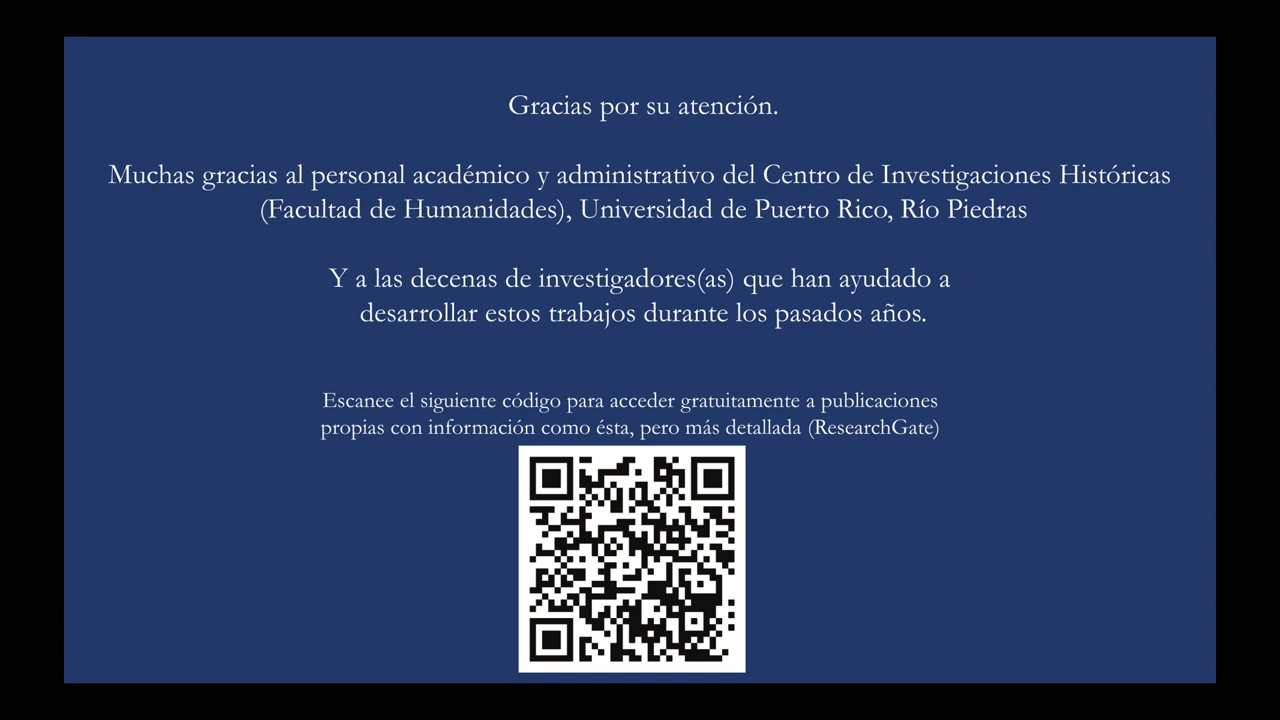 Gracias por su atención.
Muchas gracias al personal académico y administrativo del Centro de Investigaciones Históricas
(Facultad de Humanidades), Universidad de Puerto Rico, Río Piedras
Y a las decenas de investigadores(as) que han ayudado a
desarrollar estos trabajos durante los pasados años.
Escanee el siguiente código para acceder gratuitamente a publicaciones
propias con información como ésta, pero más detallada (ResearchGate)